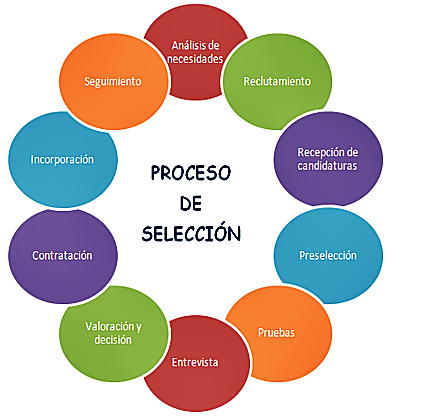 Análisis de
necesidades
Reclutamiento
Recepción de
candidaturas
Preselección
Pruebas
Entrevista
Valoración y
decisión
Contratación
Incorporación
Seguimiento
PROCESO
DE
SELECCIÓN